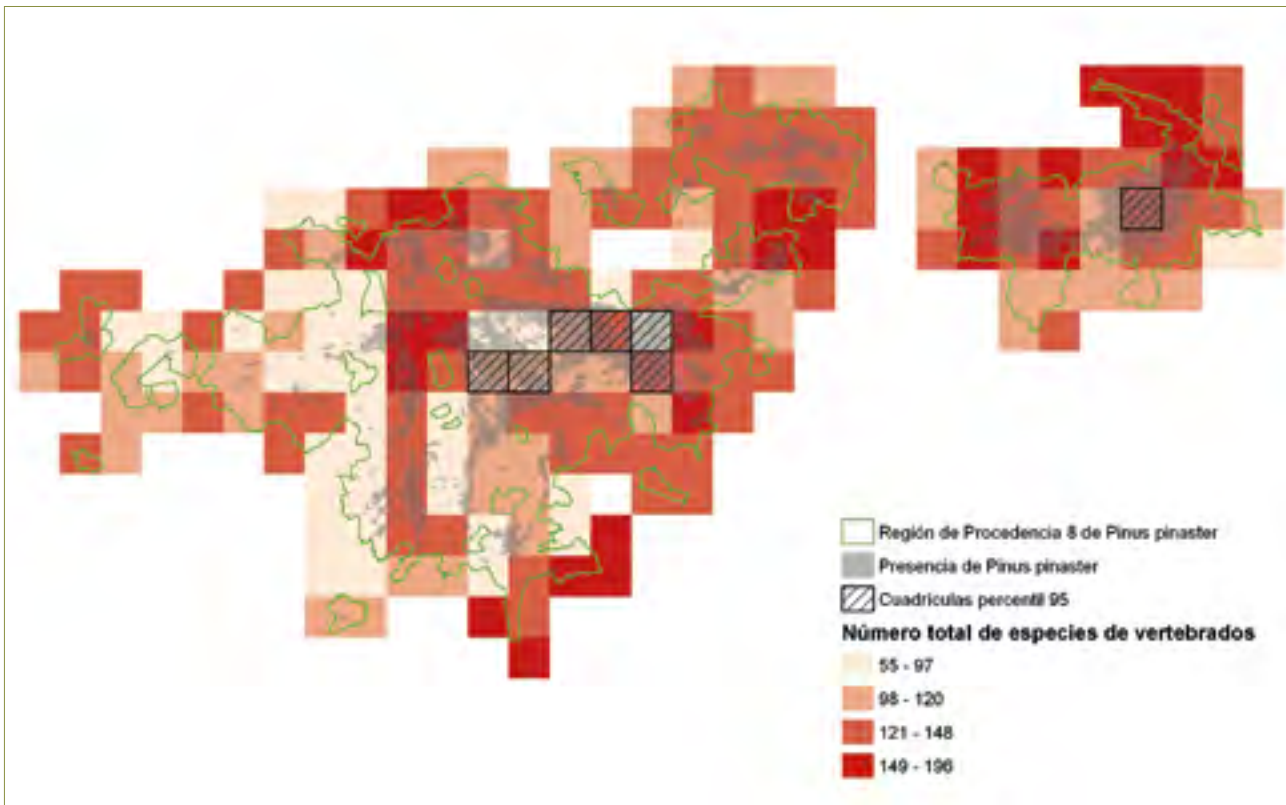 Región de Procedencia 8 de Pinus pinaster
Presencia de Pinus pinaster
Cuadrículas percentil 95
Número total de especies de vertebrados
55 - 97
98 - 120
121 - 148
149 - 196